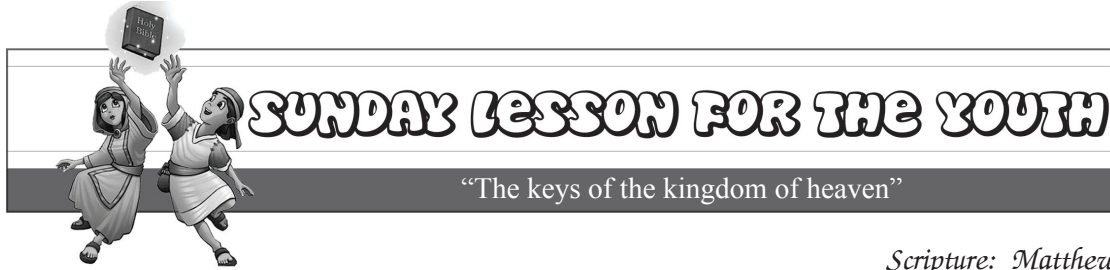 Holy
Bible
SUNDAY LESSON FOR THE YOUTH
“The keys of the kingdom of heaven”
Scripture: Matthew